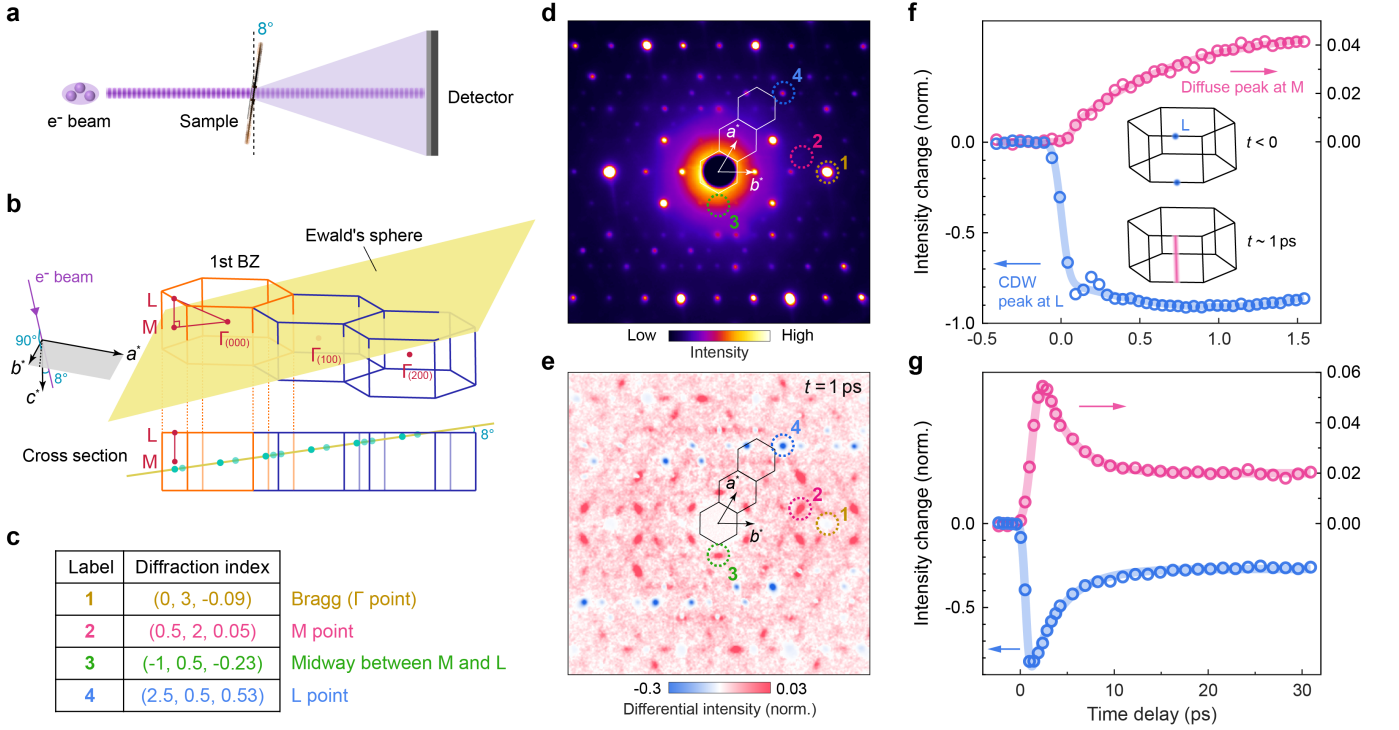 a
8°
e⁻ beam
Sample
Detector
b
Ewald's sphere
1st BZ
e⁻ beam
L
M
Γ(000)
Γ(100)
Γ(200)
90°
a*
b*
8°
c*
L
M
Cross section
8°
c
Label Diffraction index
1 (0, 3, -0.09) Bragg (Γ point)
2 (0.5, 2, 0.05) M point
3 (-1, 0.5, -0.23) Midway between M and L
4 (2.5, 0.5, 0.53) L point
d
4
a*
2
1
b*
3
Low High
Intensity
e
t = 1 ps
4
a*
2
1
b*
3
-0.3 0.03
Differential intensity (norm.)
f
0.04
Diffuse peak at M
0.02
L
0.0 t < 0 0.00
Intensity change (norm.)
-0.5
t ~ 1 ps
CDW
peak at L
-1.0
-0.5 0.0 0.5 1.0 1.5
g
0.06
0.04
0.02
0.0 0.00
Intensity change (norm.)
-0.5
0 10 20 30
Time delay (ps)